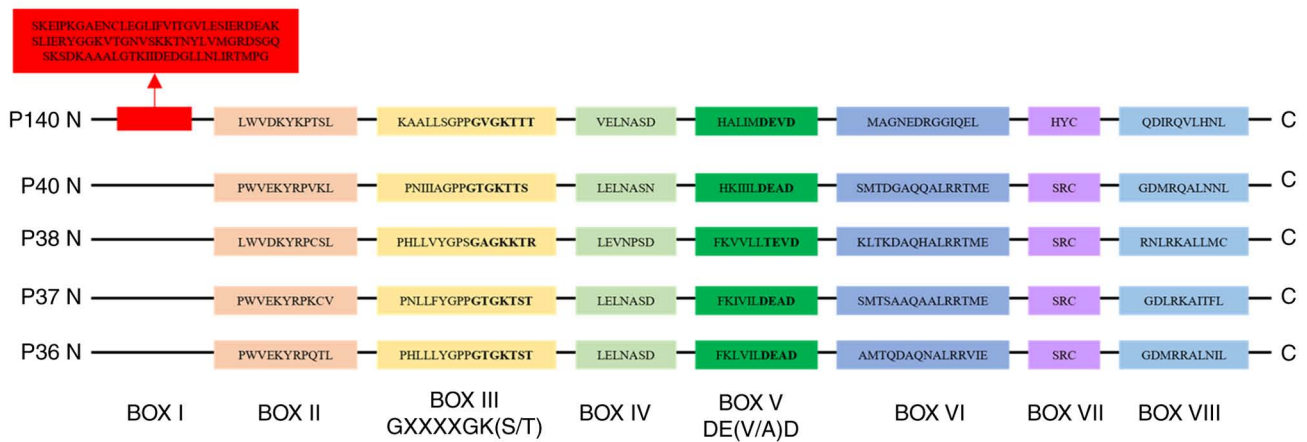 SKEIPKGAENCLEGLIFVITGVLESIERDEAK
SLIERYGGKVTGNVSKKTNYLVMGRDSGQ
SKSDKAAALGTKIIDEDGLLNLIRTMPG
P140 N LWVDKYKPTSL KAALLSGPPGVGKTTT VELNASD HALIMDEVD MAGNEDRGGIQEL HYC QDIRQVLHNL C
P40 N PWVEKYRPVKL PNIIIAGPPGTGKTTS LELNASN HKIIILDEAD SMTDGAQQALRRTME SRC GDMRQALNNL C
P38 N LWVDKYRPCSL PHLLVYGPSGAGKKTR LEVNPSD FKVVLLTEVD KLTKDAQHALRRTME SRC RNLRKALLMC C
P37 N PWVEKYRPKCV PNLLFYGPPGTGKTST LELNASD FKIVILDEAD SMTSAAQAALRRTME SRC GDLRKAITFL C
P36 N PWVEKYRPQTL PHLLLYGPPGTGKTST LELNASD FKLVILDEAD AMTQDAQNALRRVIE SRC GDMRRALNIL C
BOX I BOX II BOX III BOX IV BOX V BOX VI BOX VII BOX VIII
GXXXXGK(S/T) DE(V/A)D